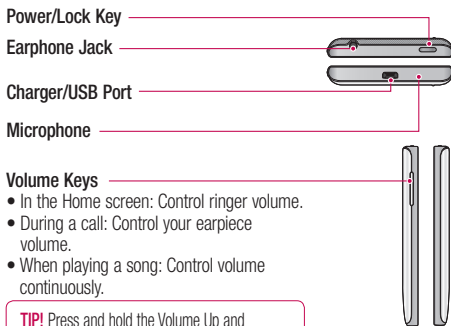 Power/Lock Key
Earphone Jack
Charger/USB Port
Microphone
Volume Keys
• In the Home screen: Control ringer volume.
• During a call: Control your earpiece
volume.
• When playing a song: Control volume
continuously.
TIP! Press and hold the Volume Up and